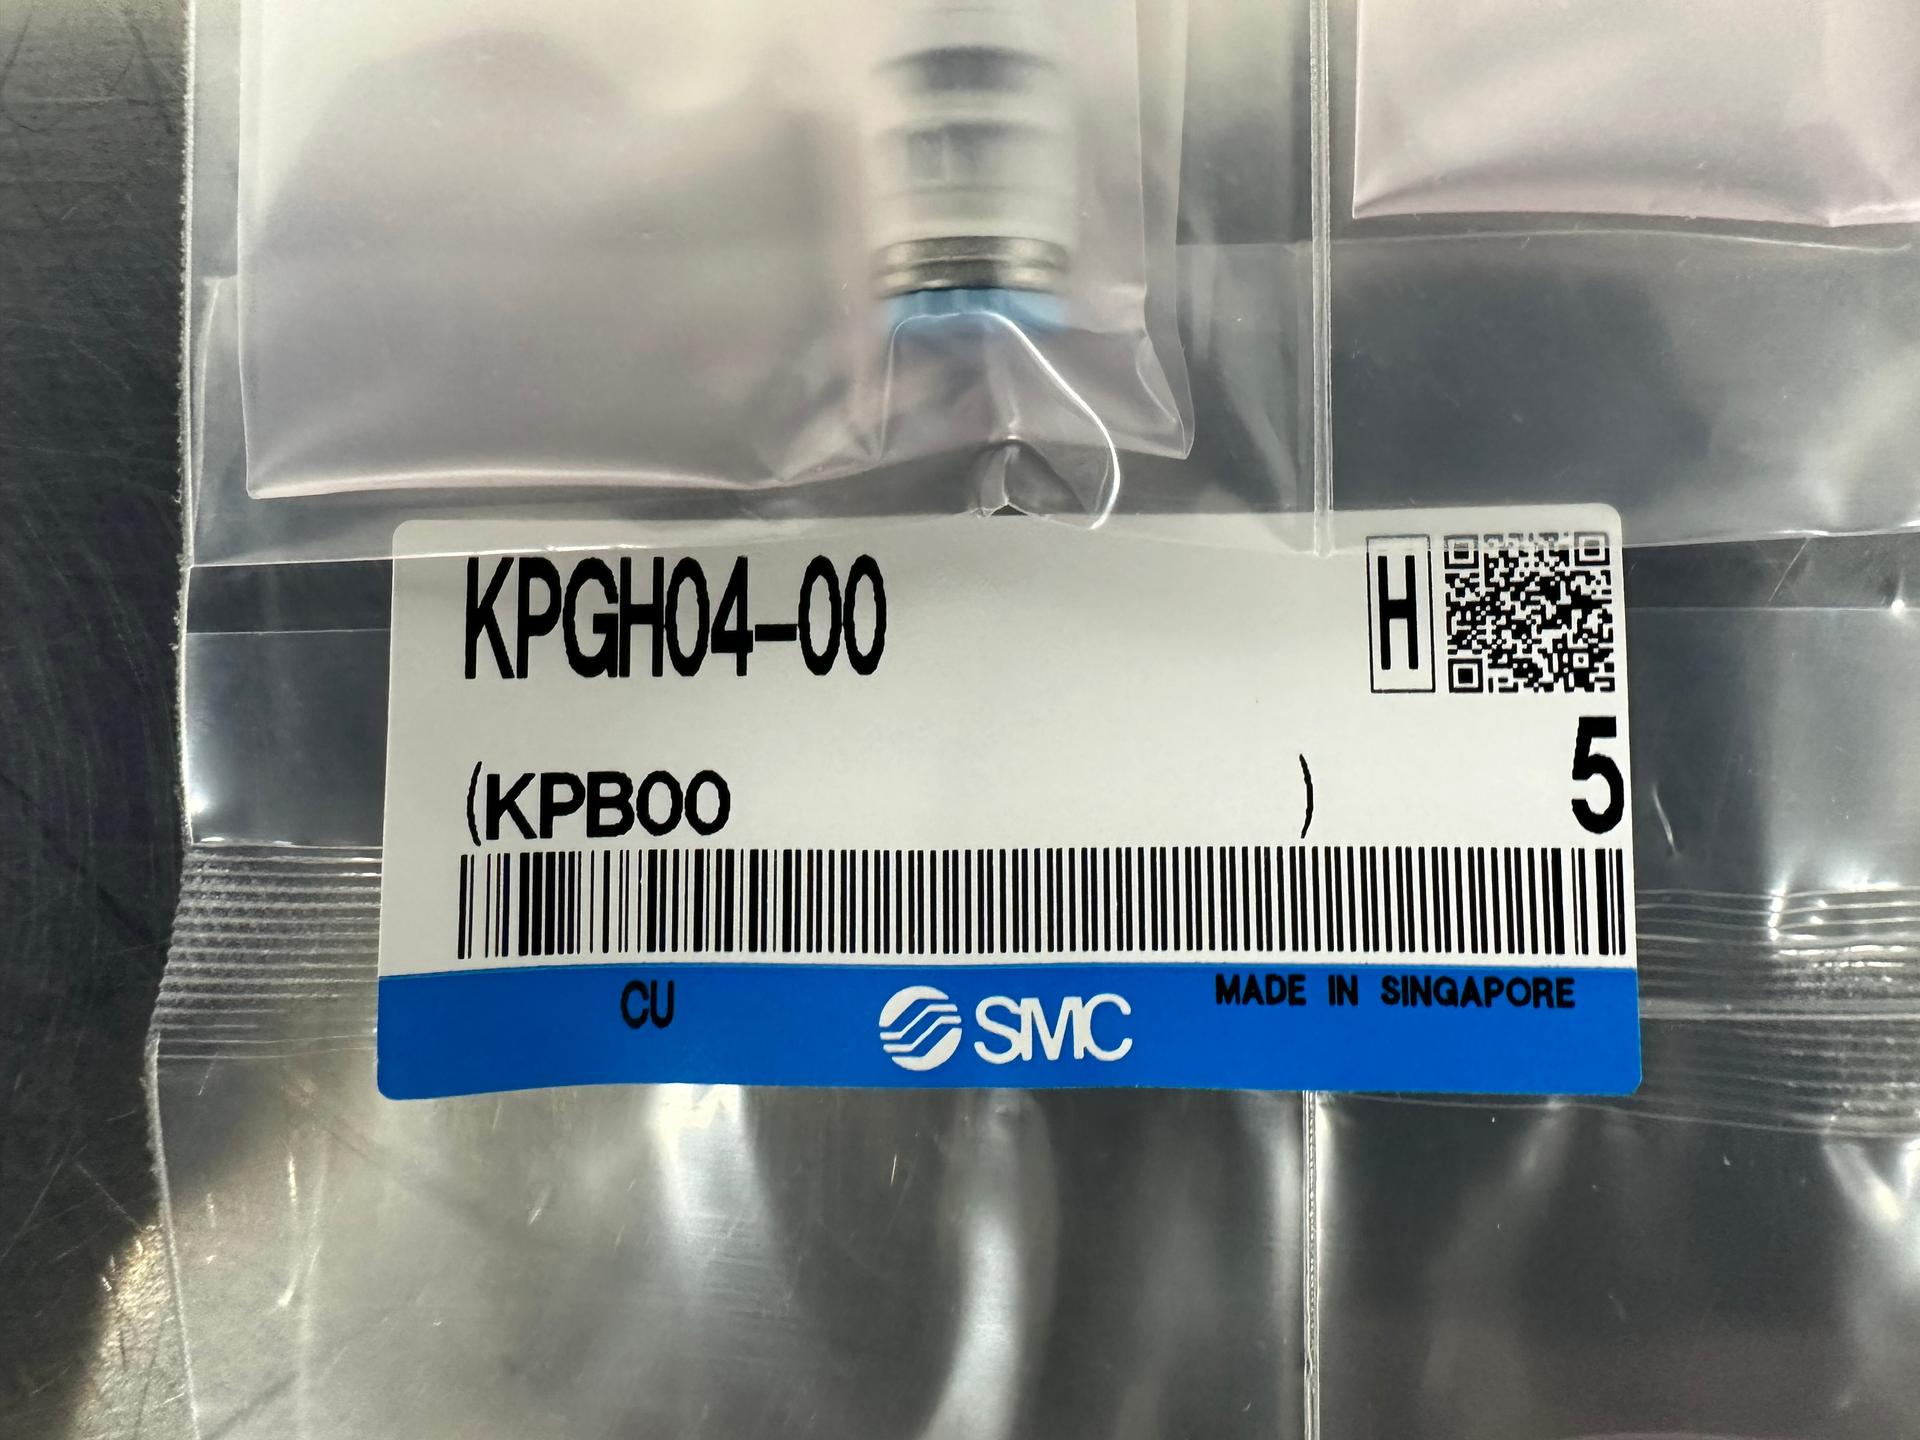 KPGH04-00
H
5
(KPB00 )
CU
SMC
MADE IN SINGAPORE